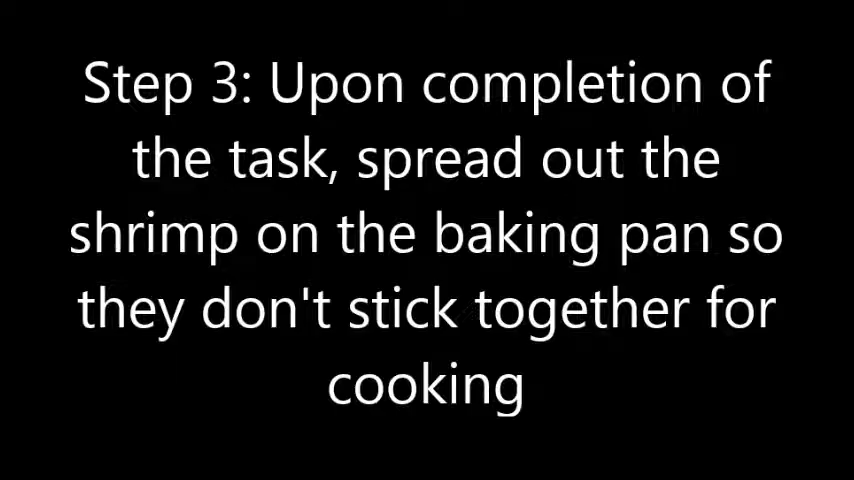 Step 3: Upon completion of
the task, spread out the
shrimp on the baking pan so
they don't stick together for
cooking